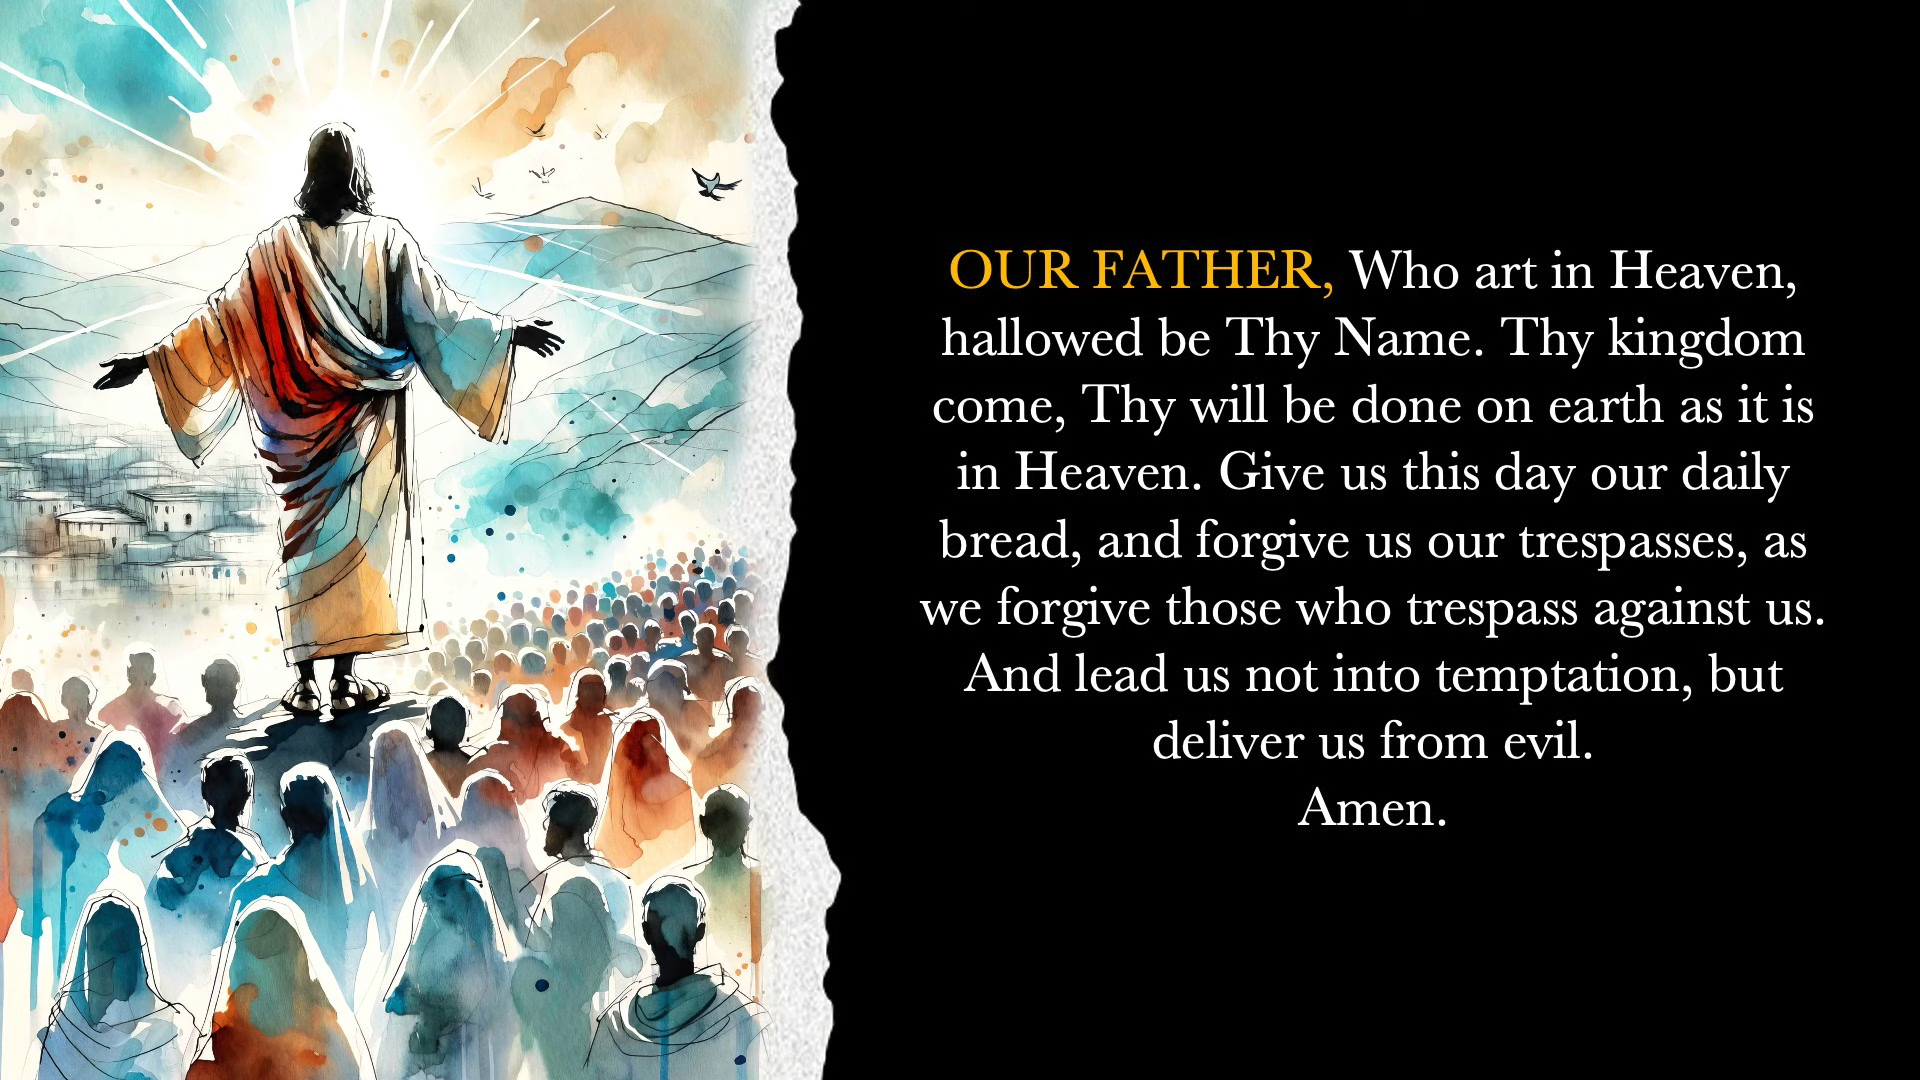 OUR FATHER, Who art in Heaven,
hallowed be Thy Name. Thy kingdom
come, Thy will be done on earth as it is
in Heaven. Give us this day our daily
bread, and forgive us our trespasses, as
we forgive those who trespass against us.
And lead us not into temptation, but
deliver us from evil.
Amen.